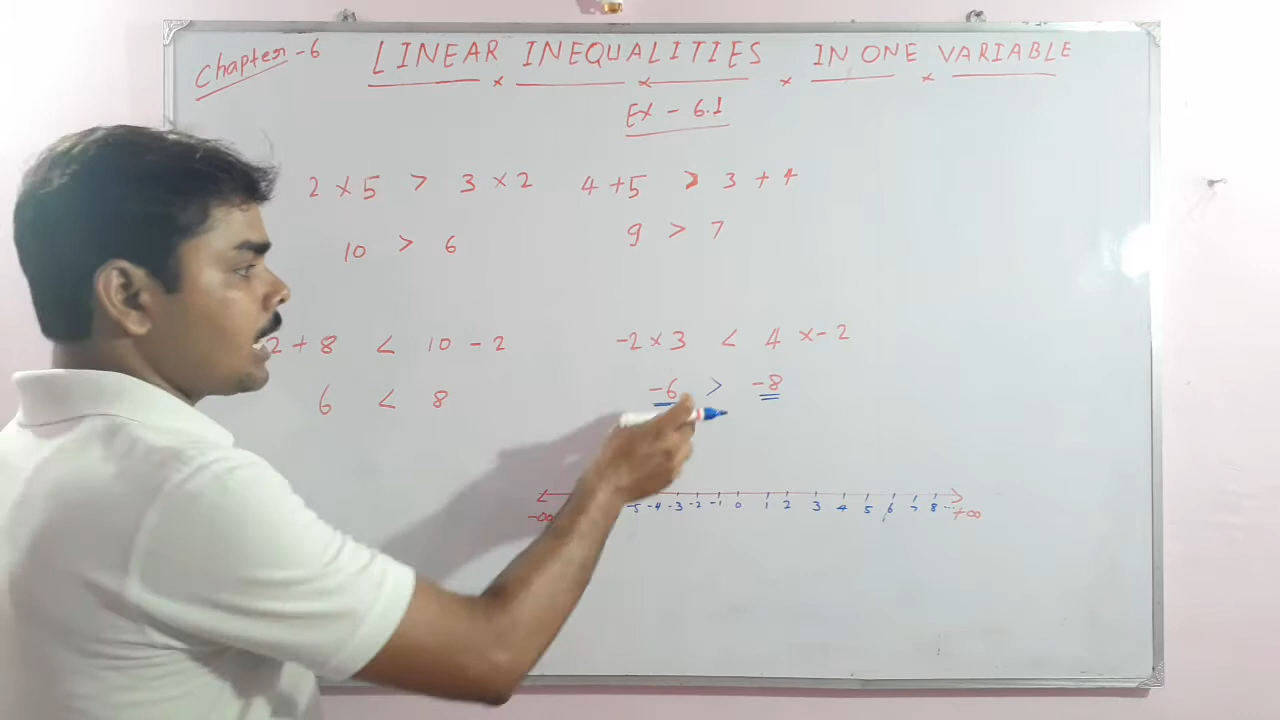 Chapter - 6
LINEAR INEQUALITIES IN ONE VARIABLE
EX - 6.1
2 × 5 > 3 × 2
4 + 5 > 3 + 4
10 > 6
9 > 7
2 + 8 < 10 - 2
-2 × 3 < 4 × -2
6 < 8
-6 > -8
-5 -4 -3 -2 -1 0 1 2 3 4 5 6 7 8 ...
-∞ +∞